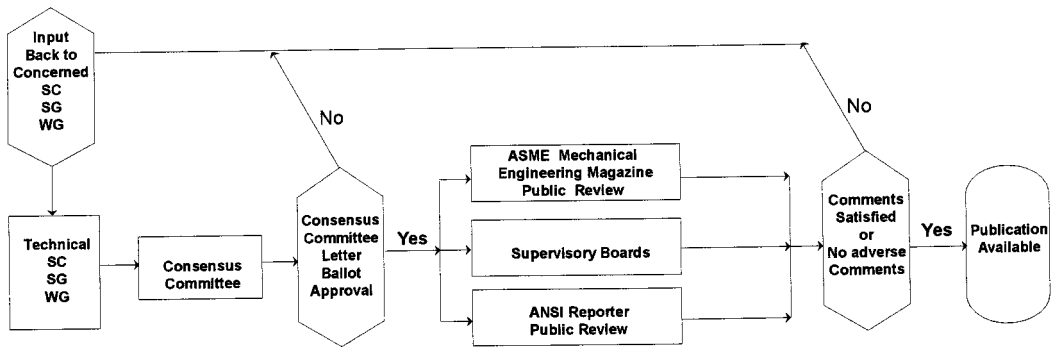 Input
Back to
Concerned
SC
SG
WG
Technical
SC
SG
WG
Consensus
Committee
Consensus
Committee
Letter
Ballot
Approval
No
Yes
ASME Mechanical
Engineering Magazine
Public Review
Supervisory Boards
ANSI Reporter
Public Review
No
Comments
Satisfied
or
No adverse
Comments
Yes
Publication
Available